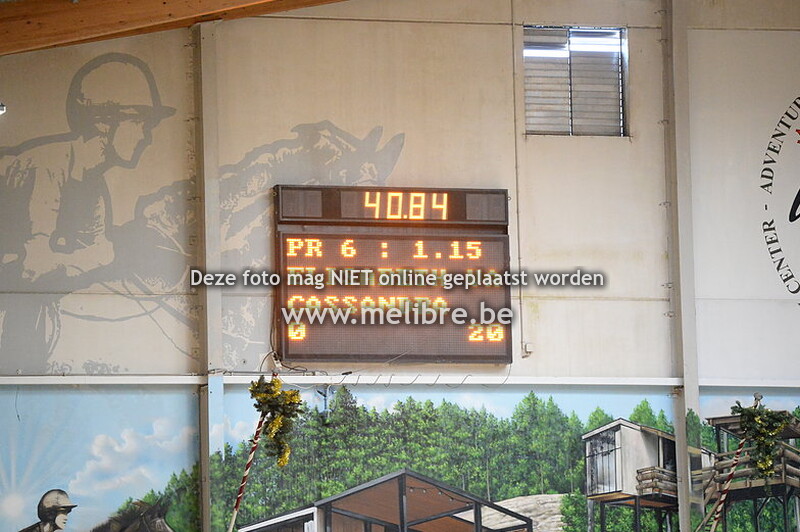 40.84
PR 6 : 1.15
Deze foto mag NIET online geplaatst worden
www.melibre.be
0 20
CENTER - ADVENTUR